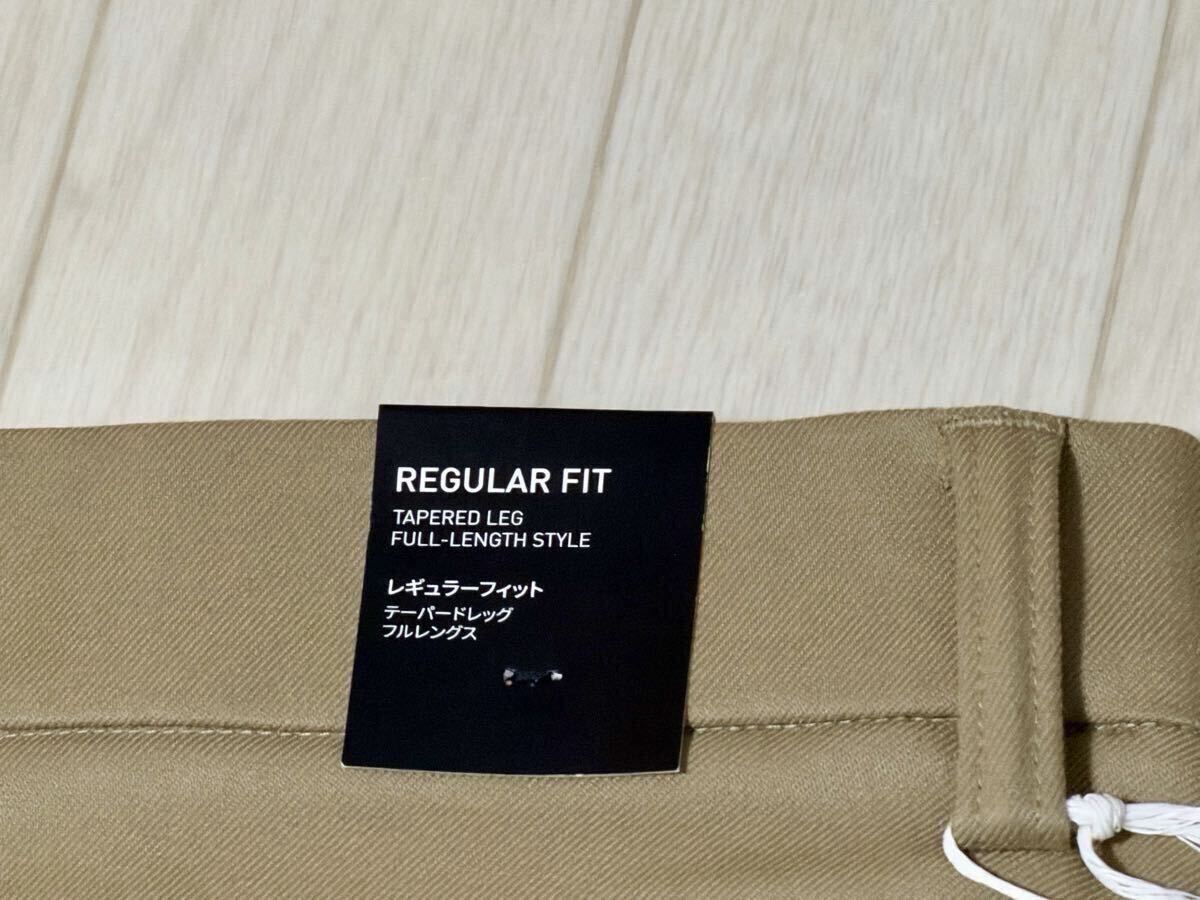 REGULAR FIT
TAPERED LEG
FULL-LENGTH STYLE
レギュラーフィット
テーパードレッグ
フルレングス